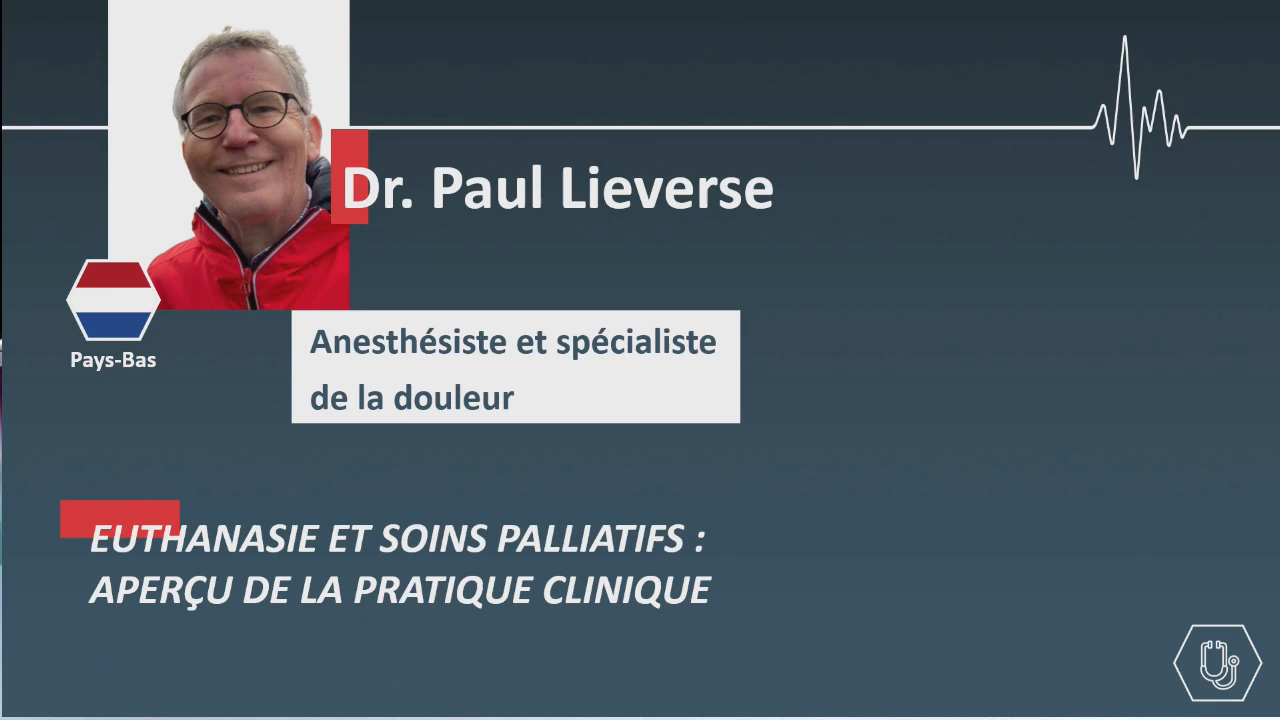 Dr. Paul Lieverse
Pays-Bas
Anesthésiste et spécialiste
de la douleur
EUTHANASIE ET SOINS PALLIATIFS :
APERÇU DE LA PRATIQUE CLINIQUE